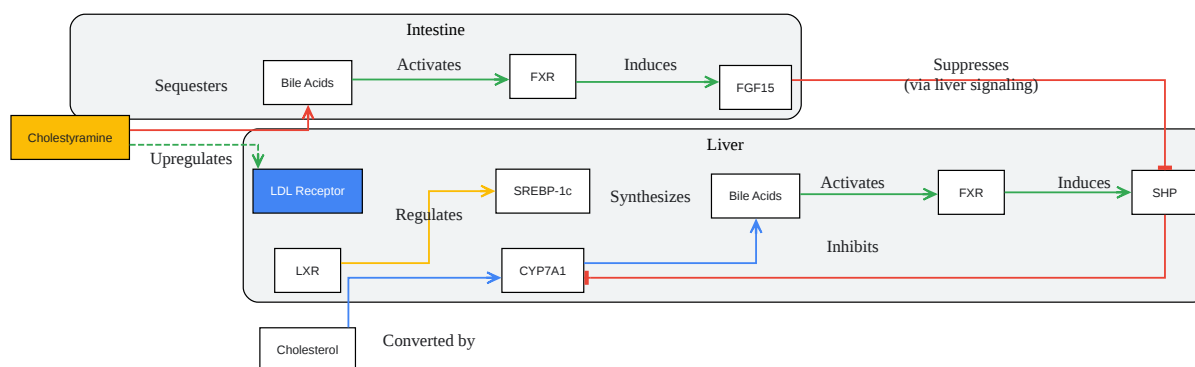 Intestine
Sequesters
Bile Acids
Activates
FXR
Induces
FGF15
Suppresses
(via liver signaling)
Cholestyramine
Upregulates
Liver
LDL Receptor
Regulates
SREBP-1c
Synthesizes
Bile Acids
Activates
FXR
Induces
SHP
Inhibits
LXR
CYP7A1
Cholesterol
Converted by